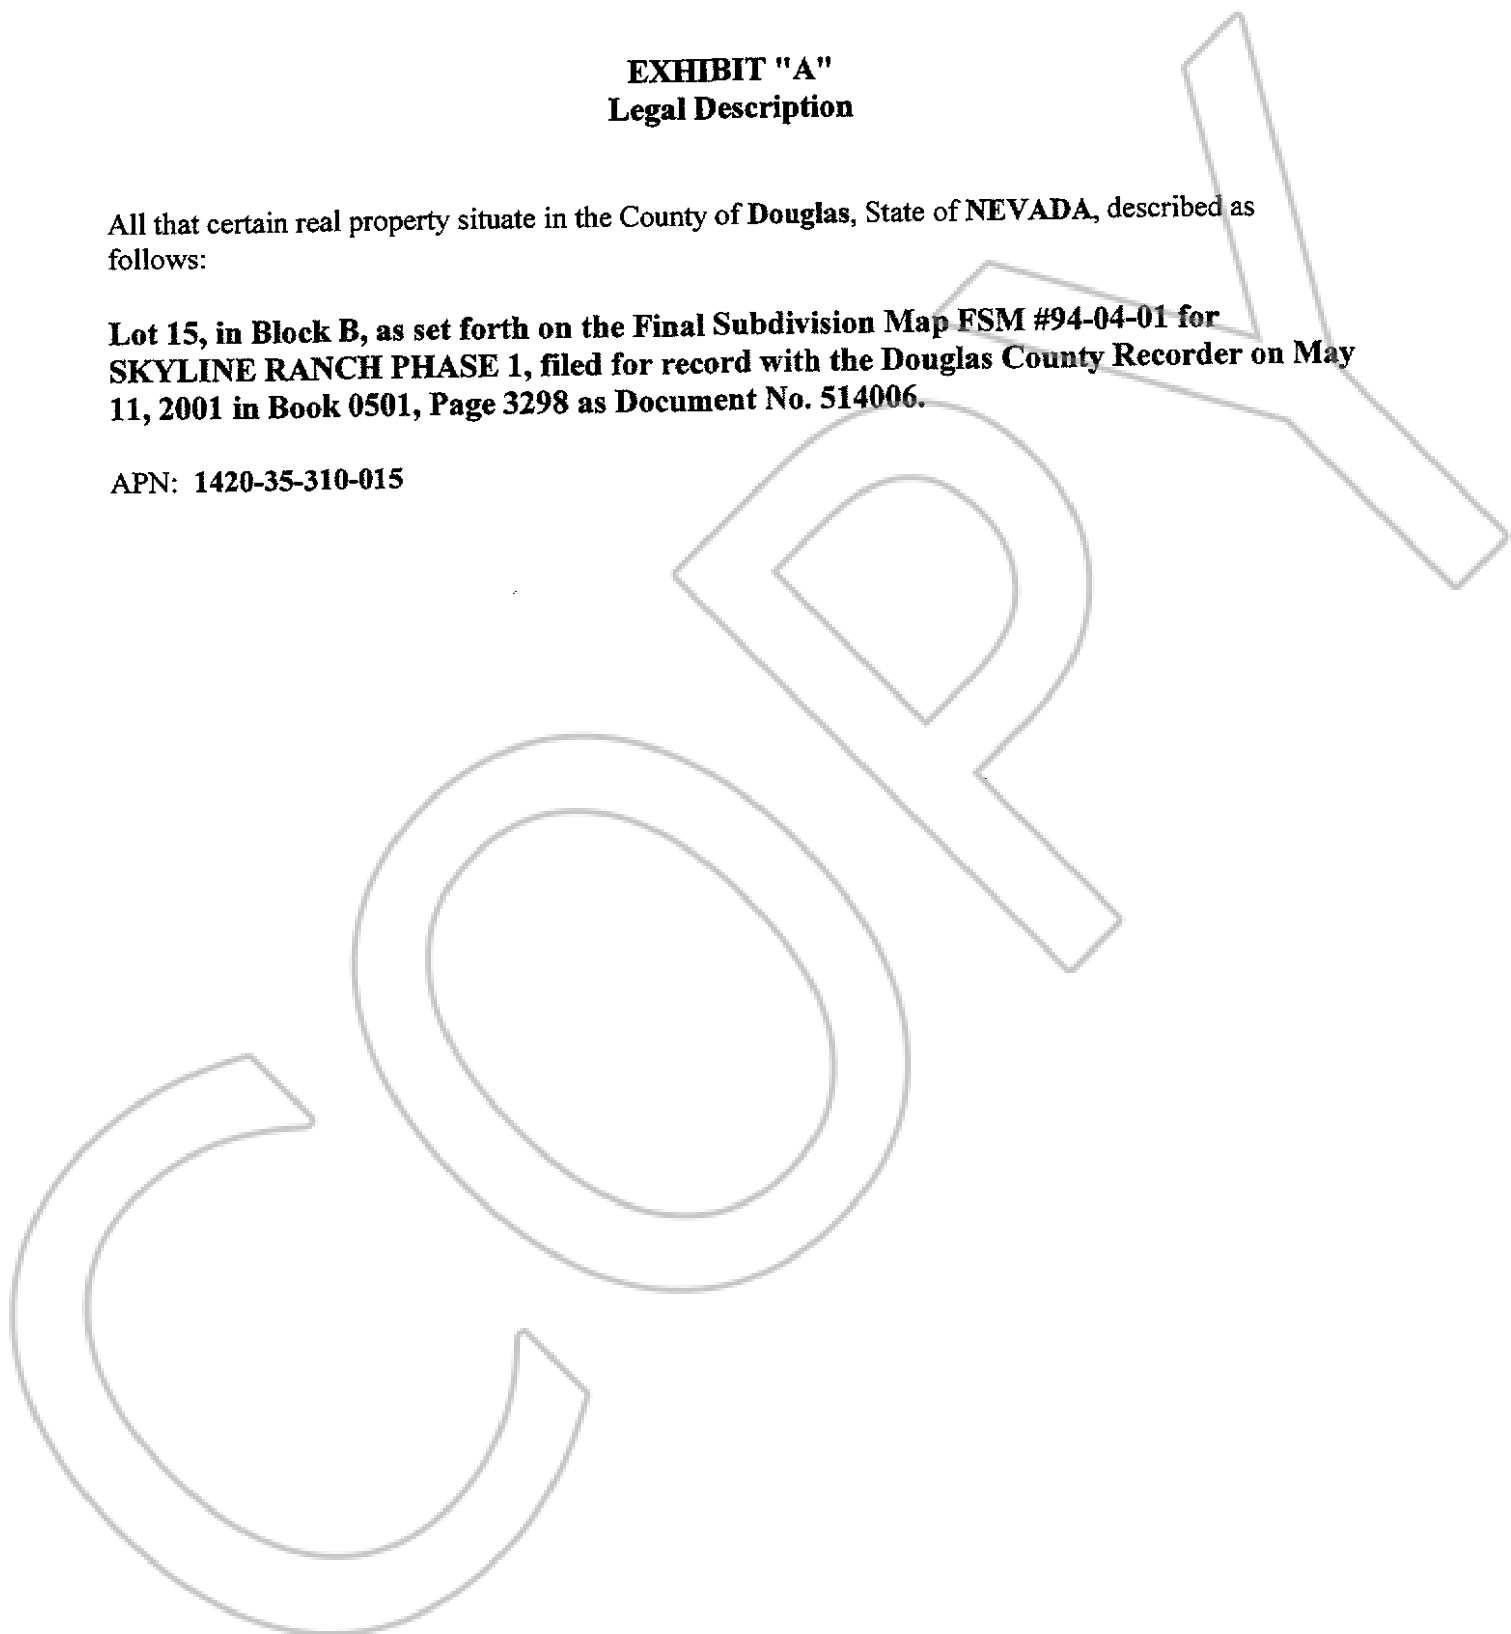 EXHIBIT "A"
Legal Description
All that certain real property situate in the County of Douglas, State of NEVADA, described as
follows:
Lot 15, in Block B, as set forth on the Final Subdivision Map FSM #94-04-01 for
SKYLINE RANCH PHASE 1, filed for record with the Douglas County Recorder on May
11, 2001 in Book 0501, Page 3298 as Document No. 514006.
APN: 1420-35-310-015
COPY